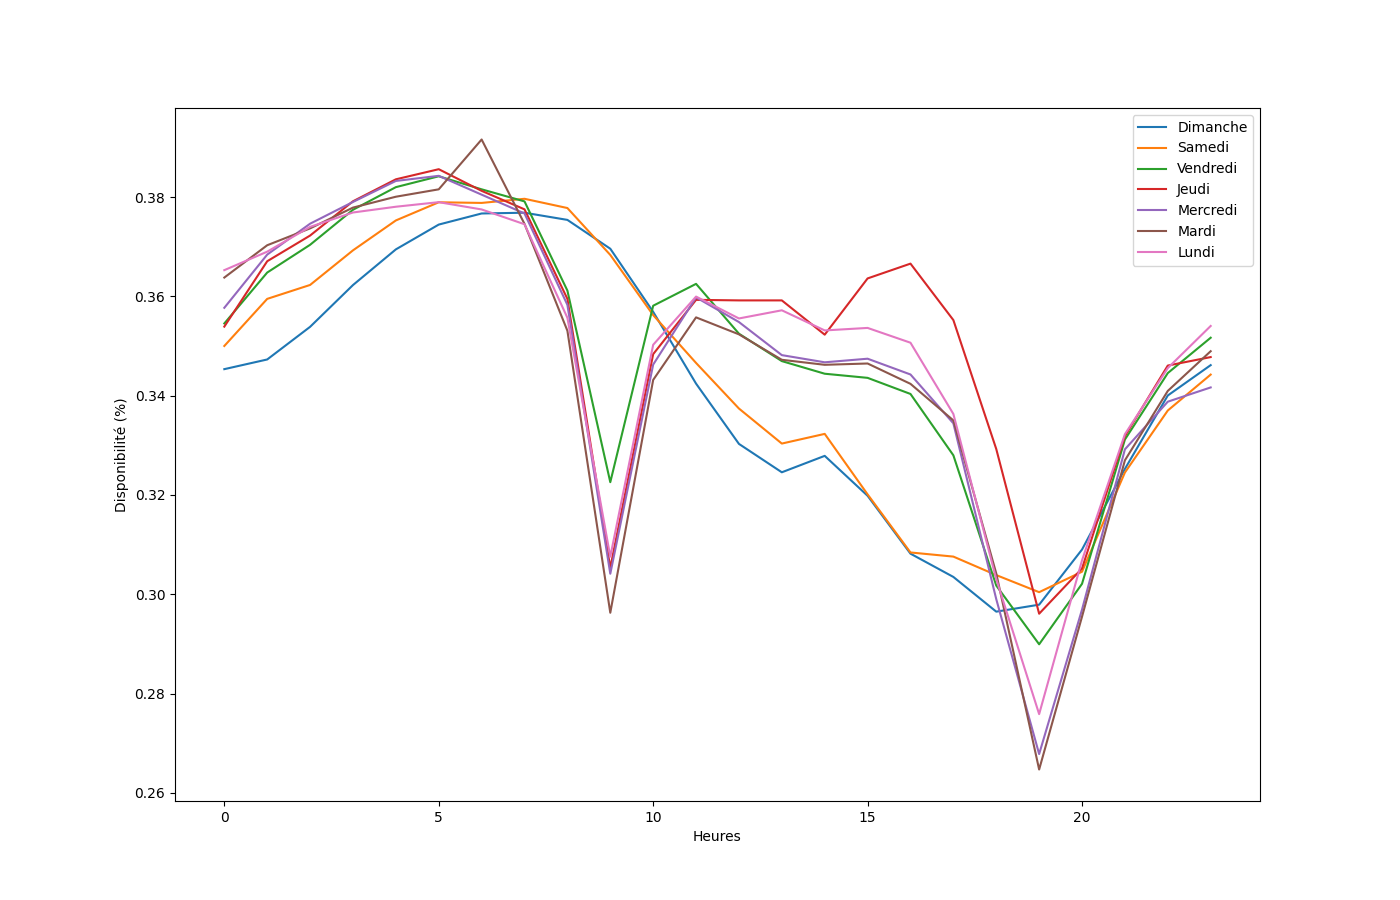 Dimanche
Samedi
Vendredi
Jeudi
Mercredi
Mardi
Lundi
0.38
0.36
0.34
0.32
0.30
0.28
0.26
Disponibilité (%)
0 5 10 15 20
Heures